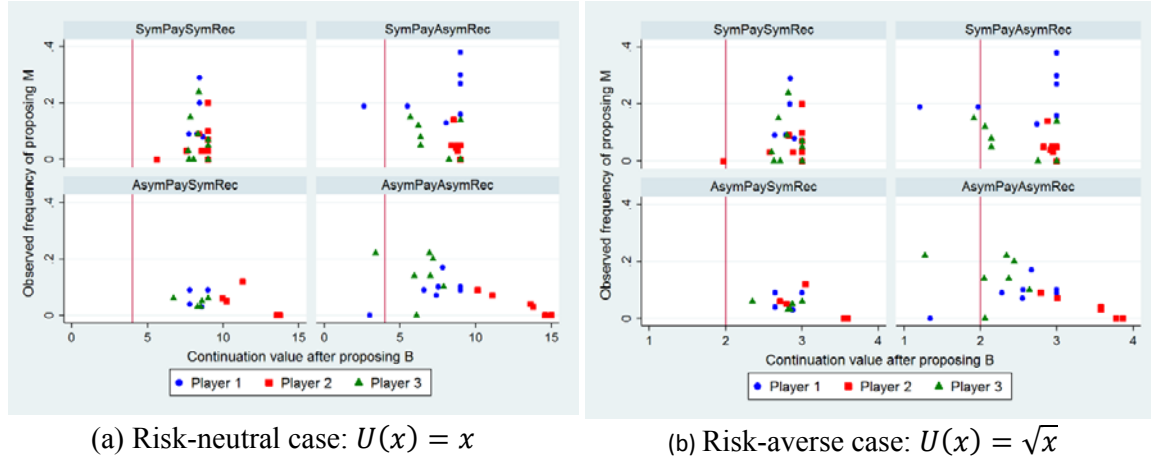 SymPaySymRec
SymPayAsymRec
AsymPaySymRec
AsymPayAsymRec
Observed frequency of proposing M
0 .2 .4
0 .2 .4
0 5 10 15
0 5 10 15
Continuation value after proposing B
Player 1 Player 2 Player 3
(a) Risk-neutral case: U(x) = x
SymPaySymRec
SymPayAsymRec
AsymPaySymRec
AsymPayAsymRec
Observed frequency of proposing M
0 .2 .4
0 .2 .4
1 2 3 4
1 2 3 4
Continuation value after proposing B
Player 1 Player 2 Player 3
(b) Risk-averse case: U(x) = √x